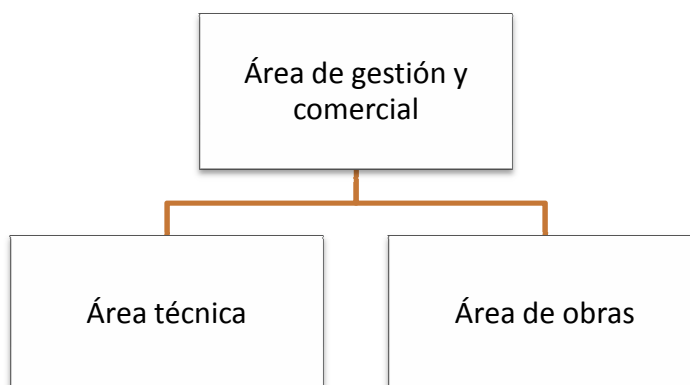 Área de gestión y
comercial
Área técnica
Área de obras